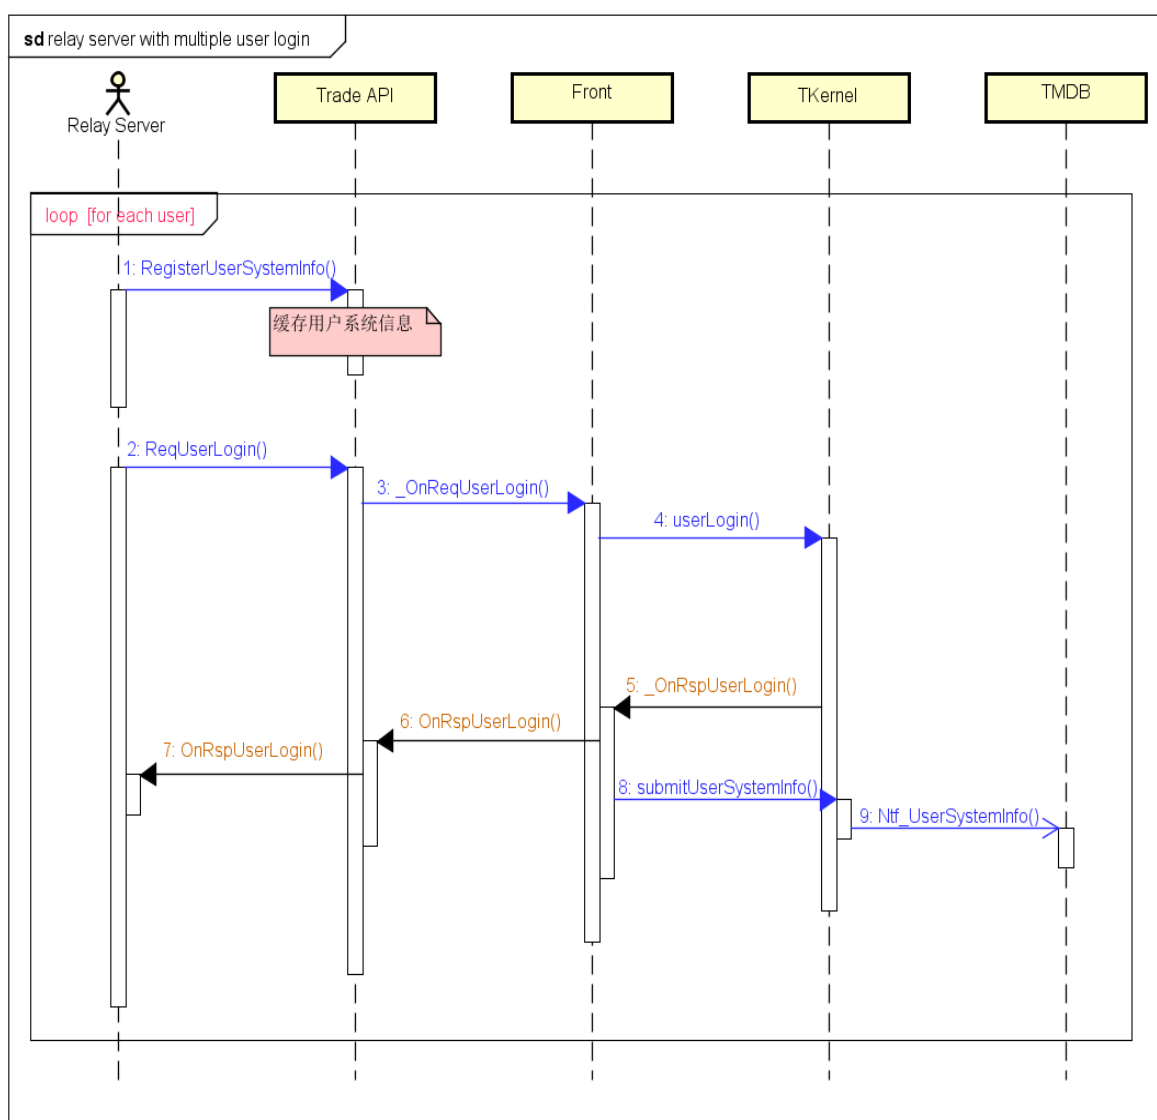 sd relay server with multiple user login
Relay Server
Trade API
Front
TKernel
TMDB
loop [for each user]
1: RegisterUserSystemInfo()
缓存用户系统信息
2: ReqUserLogin()
3: _OnReqUserLogin()
4: userLogin()
5: _OnRspUserLogin()
6: OnRspUserLogin()
7: OnRspUserLogin()
8: submitUserSystemInfo()
9: Ntf_UserSystemInfo()